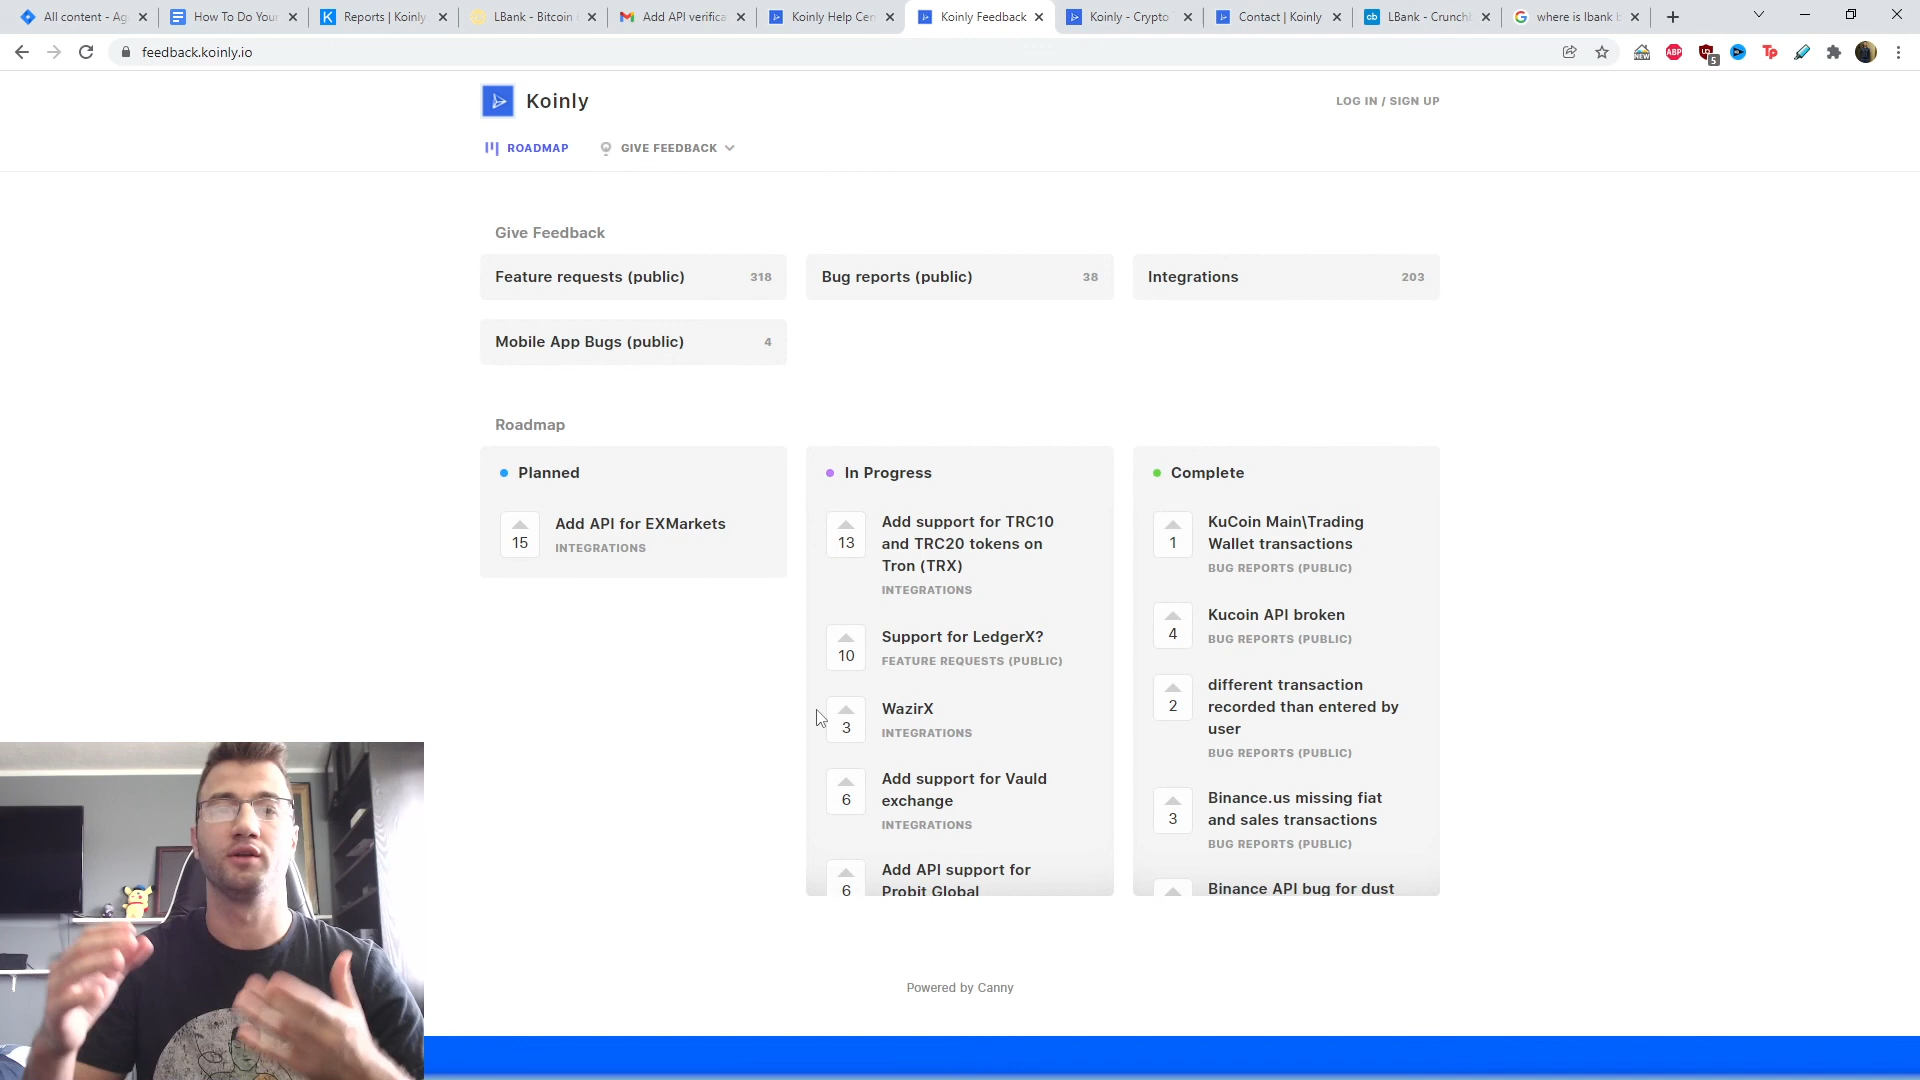 All content - Ag
How To Do Your
Reports | Koinly
LBank - Bitcoin
Add API verifica
Koinly Help Cen
Koinly Feedback
Koinly - Crypto
Contact | Koinly
LBank - Crunch
where is lbank b
feedback.koinly.io
NEW
ABP
5
Tp
Koinly
LOG IN / SIGN UP
ROADMAP
GIVE FEEDBACK
Give Feedback
Feature requests (public) 318
Bug reports (public) 38
Integrations 203
Mobile App Bugs (public) 4
Roadmap
Planned
15
Add API for EXMarkets
INTEGRATIONS
In Progress
13
Add support for TRC10
and TRC20 tokens on
Tron (TRX)
INTEGRATIONS
10
Support for LedgerX?
FEATURE REQUESTS (PUBLIC)
3
WazirX
INTEGRATIONS
6
Add support for Vauld
exchange
INTEGRATIONS
6
Add API support for
Probit Global
Complete
1
KuCoin Main\Trading
Wallet transactions
BUG REPORTS (PUBLIC)
4
Kucoin API broken
BUG REPORTS (PUBLIC)
2
different transaction
recorded than entered by
user
BUG REPORTS (PUBLIC)
3
Binance.us missing fiat
and sales transactions
BUG REPORTS (PUBLIC)
Binance API bug for dust
Powered by Canny